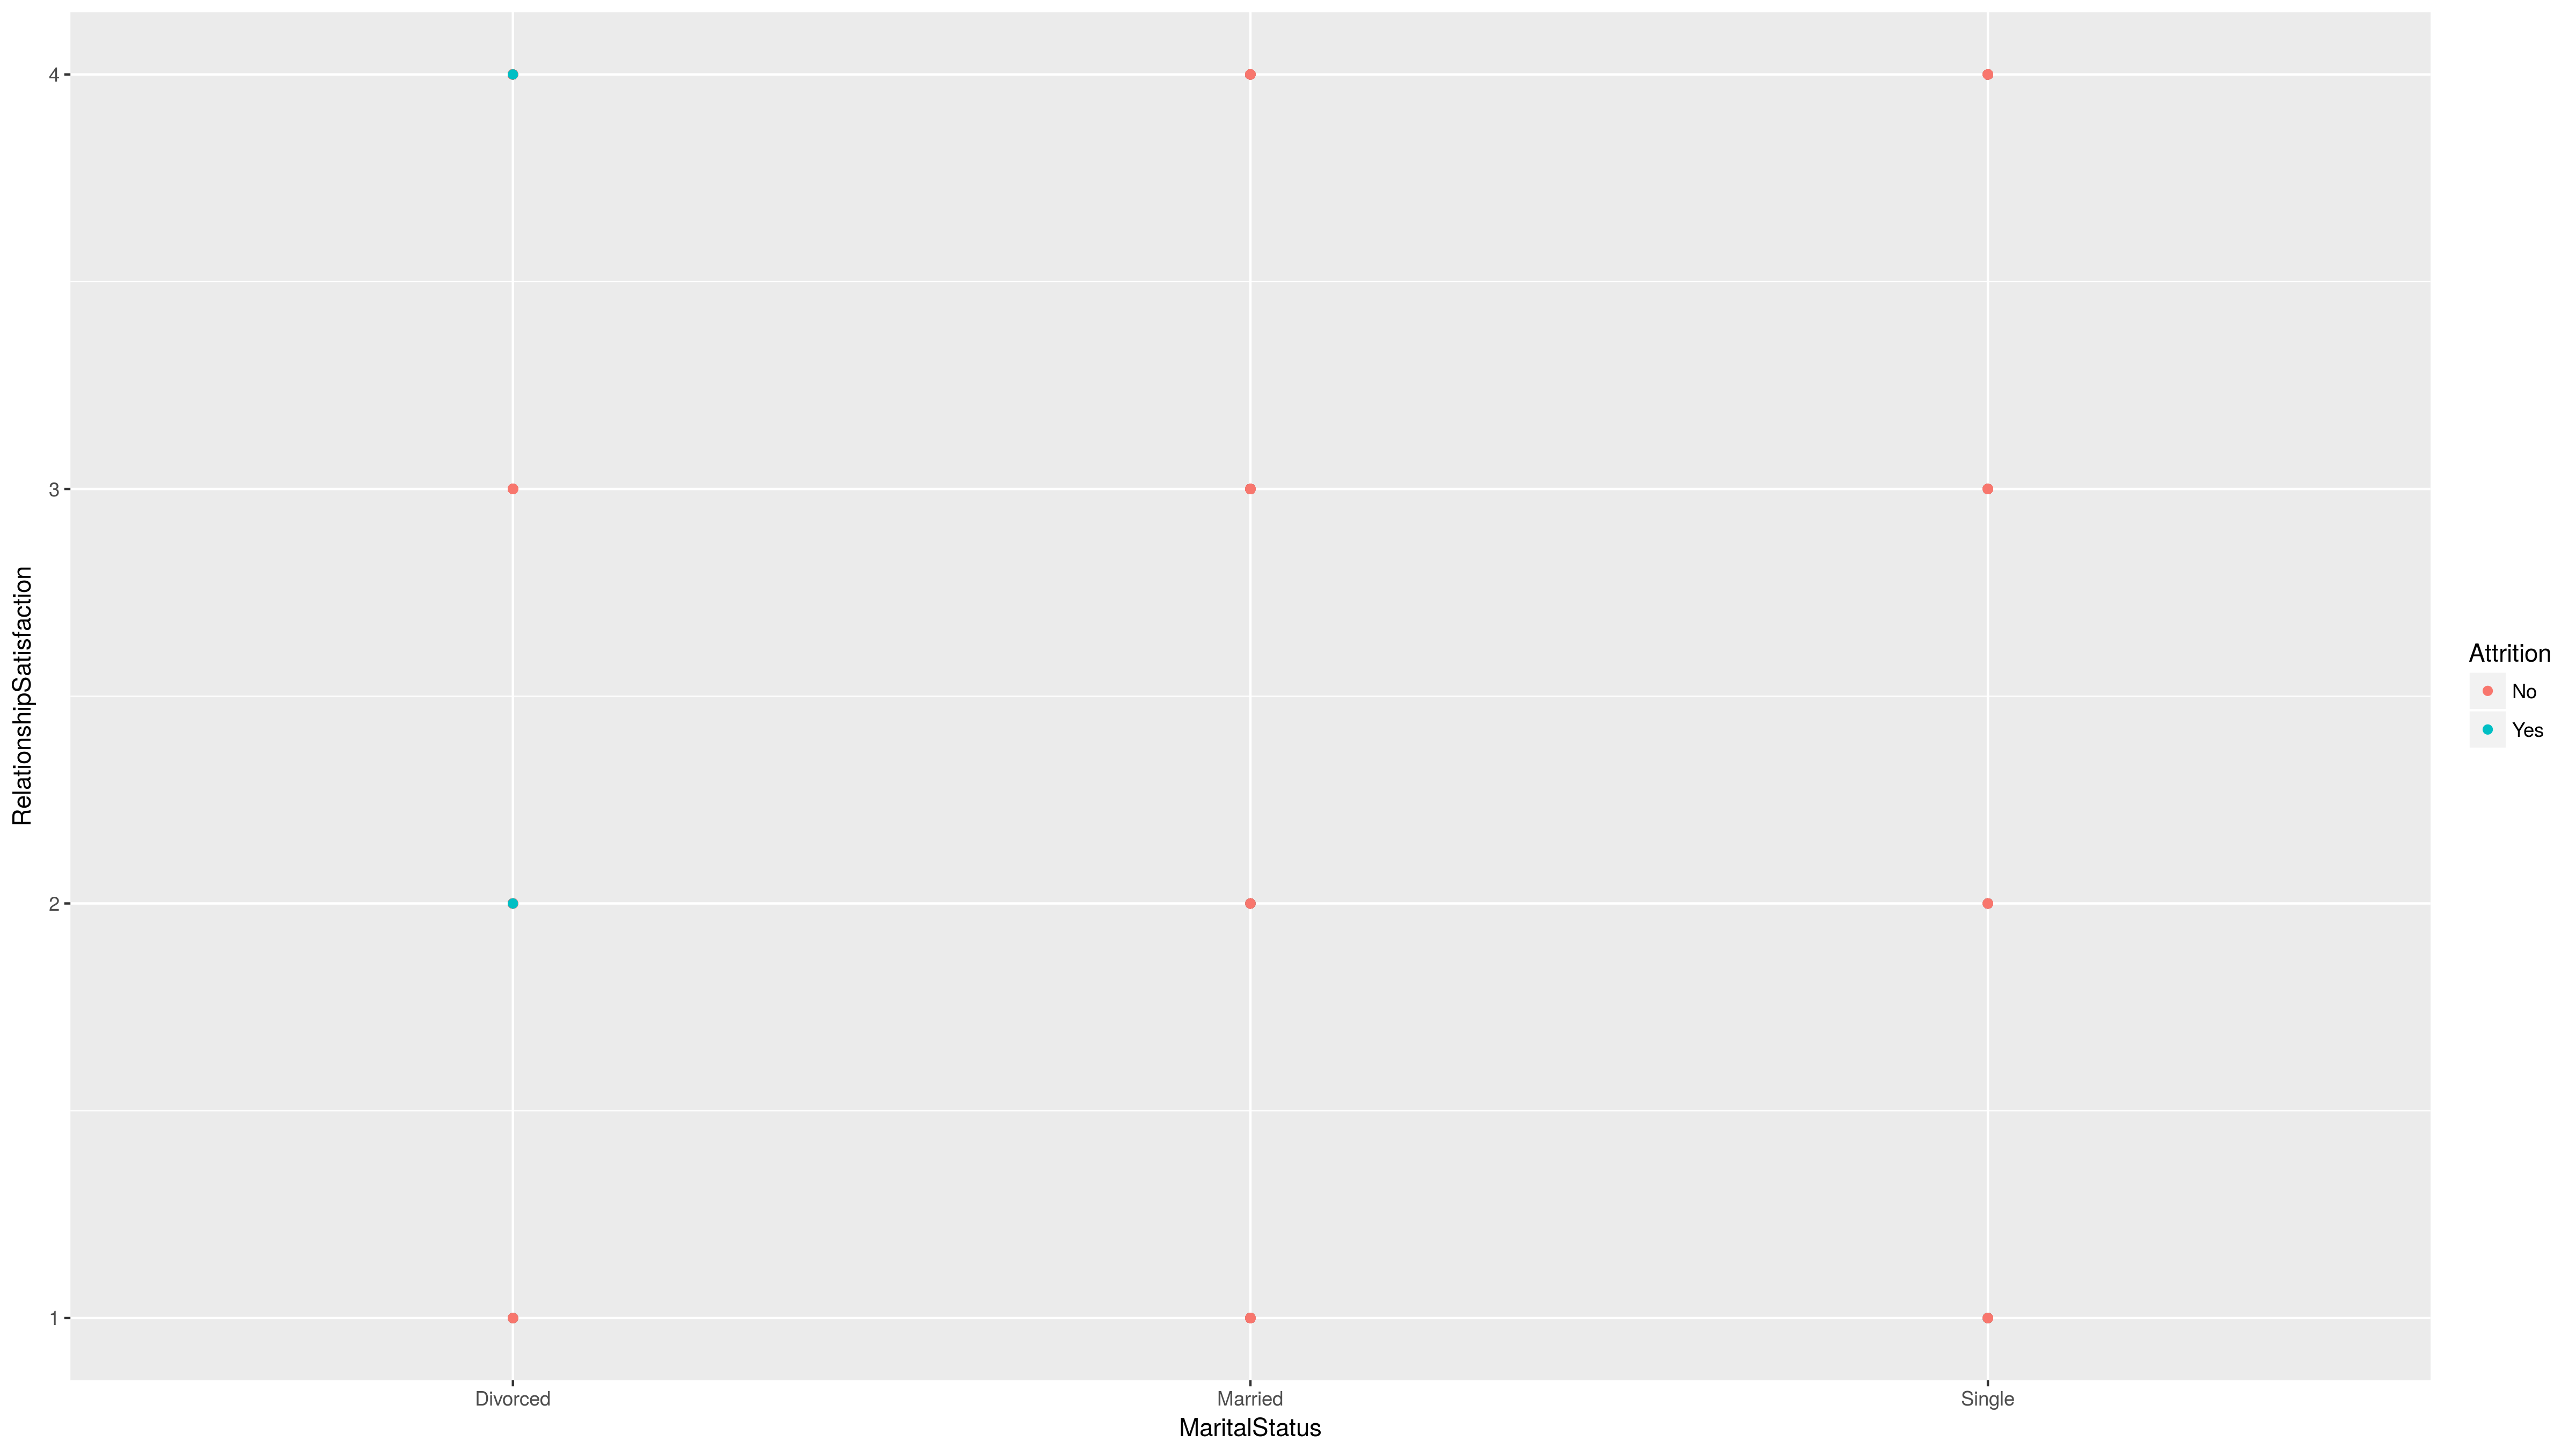 4
3
2
1
RelationshipSatisfaction
Divorced
Married
Single
MaritalStatus
Attrition
No
Yes